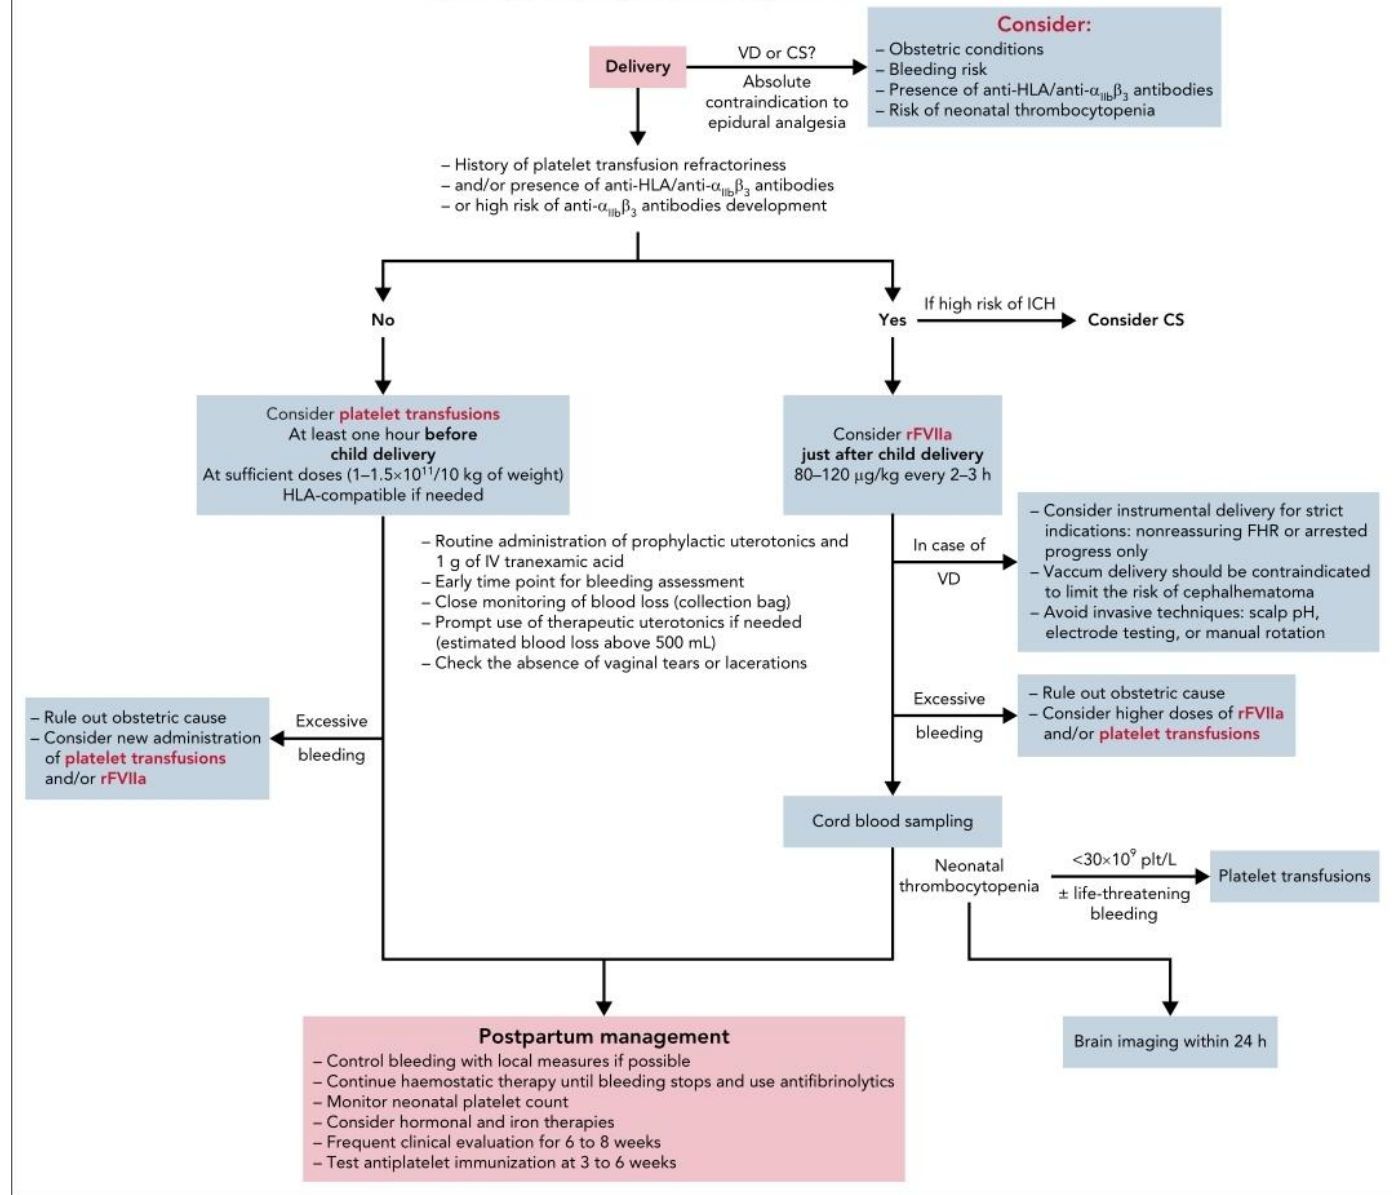 Delivery
VD or CS?
Absolute
contraindication to
epidural analgesia
Consider:
– Obstetric conditions
– Bleeding risk
– Presence of anti-HLA/anti-αIIbβ3 antibodies
– Risk of neonatal thrombocytopenia
– History of platelet transfusion refractoriness
– and/or presence of anti-HLA/anti-αIIbβ3 antibodies
– or high risk of anti-αIIbβ3 antibodies development
No
Yes
If high risk of ICH
Consider CS
Consider platelet transfusions
At least one hour before
child delivery
At sufficient doses (1–1.5×10¹¹/10 kg of weight)
HLA-compatible if needed
Consider rFVIIa
just after child delivery
80–120 µg/kg every 2–3 h
– Routine administration of prophylactic uterotonics and
1 g of IV tranexamic acid
– Early time point for bleeding assessment
– Close monitoring of blood loss (collection bag)
– Prompt use of therapeutic uterotonics if needed
(estimated blood loss above 500 mL)
– Check the absence of vaginal tears or lacerations
In case of
VD
– Consider instrumental delivery for strict
indications: nonreassuring FHR or arrested
progress only
– Vaccum delivery should be contraindicated
to limit the risk of cephalhematoma
– Avoid invasive techniques: scalp pH,
electrode testing, or manual rotation
Excessive
bleeding
– Rule out obstetric cause
– Consider new administration
of platelet transfusions
and/or rFVIIa
Excessive
bleeding
– Rule out obstetric cause
– Consider higher doses of rFVIIa
and/or platelet transfusions
Cord blood sampling
Neonatal
thrombocytopenia
<30×10⁹ plt/L
± life-threatening
bleeding
Platelet transfusions
Brain imaging within 24 h
Postpartum management
– Control bleeding with local measures if possible
– Continue haemostatic therapy until bleeding stops and use antifibrinolytics
– Monitor neonatal platelet count
– Consider hormonal and iron therapies
– Frequent clinical evaluation for 6 to 8 weeks
– Test antiplatelet immunization at 3 to 6 weeks